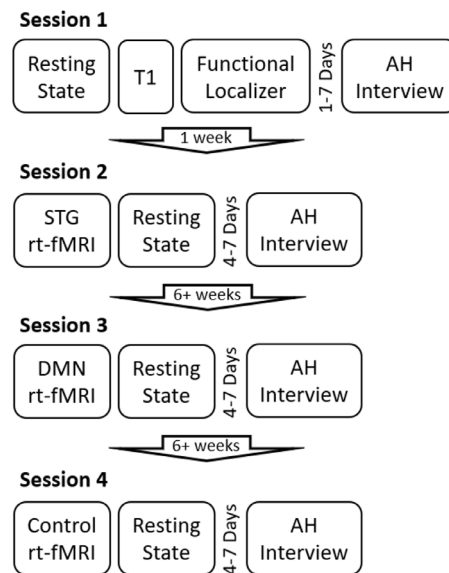 Session 1
Resting State
T1
Functional Localizer
1-7 Days
AH Interview
1 week
Session 2
STG rt-fMRI
Resting State
4-7 Days
AH Interview
6+ weeks
Session 3
DMN rt-fMRI
Resting State
4-7 Days
AH Interview
6+ weeks
Session 4
Control rt-fMRI
Resting State
4-7 Days
AH Interview